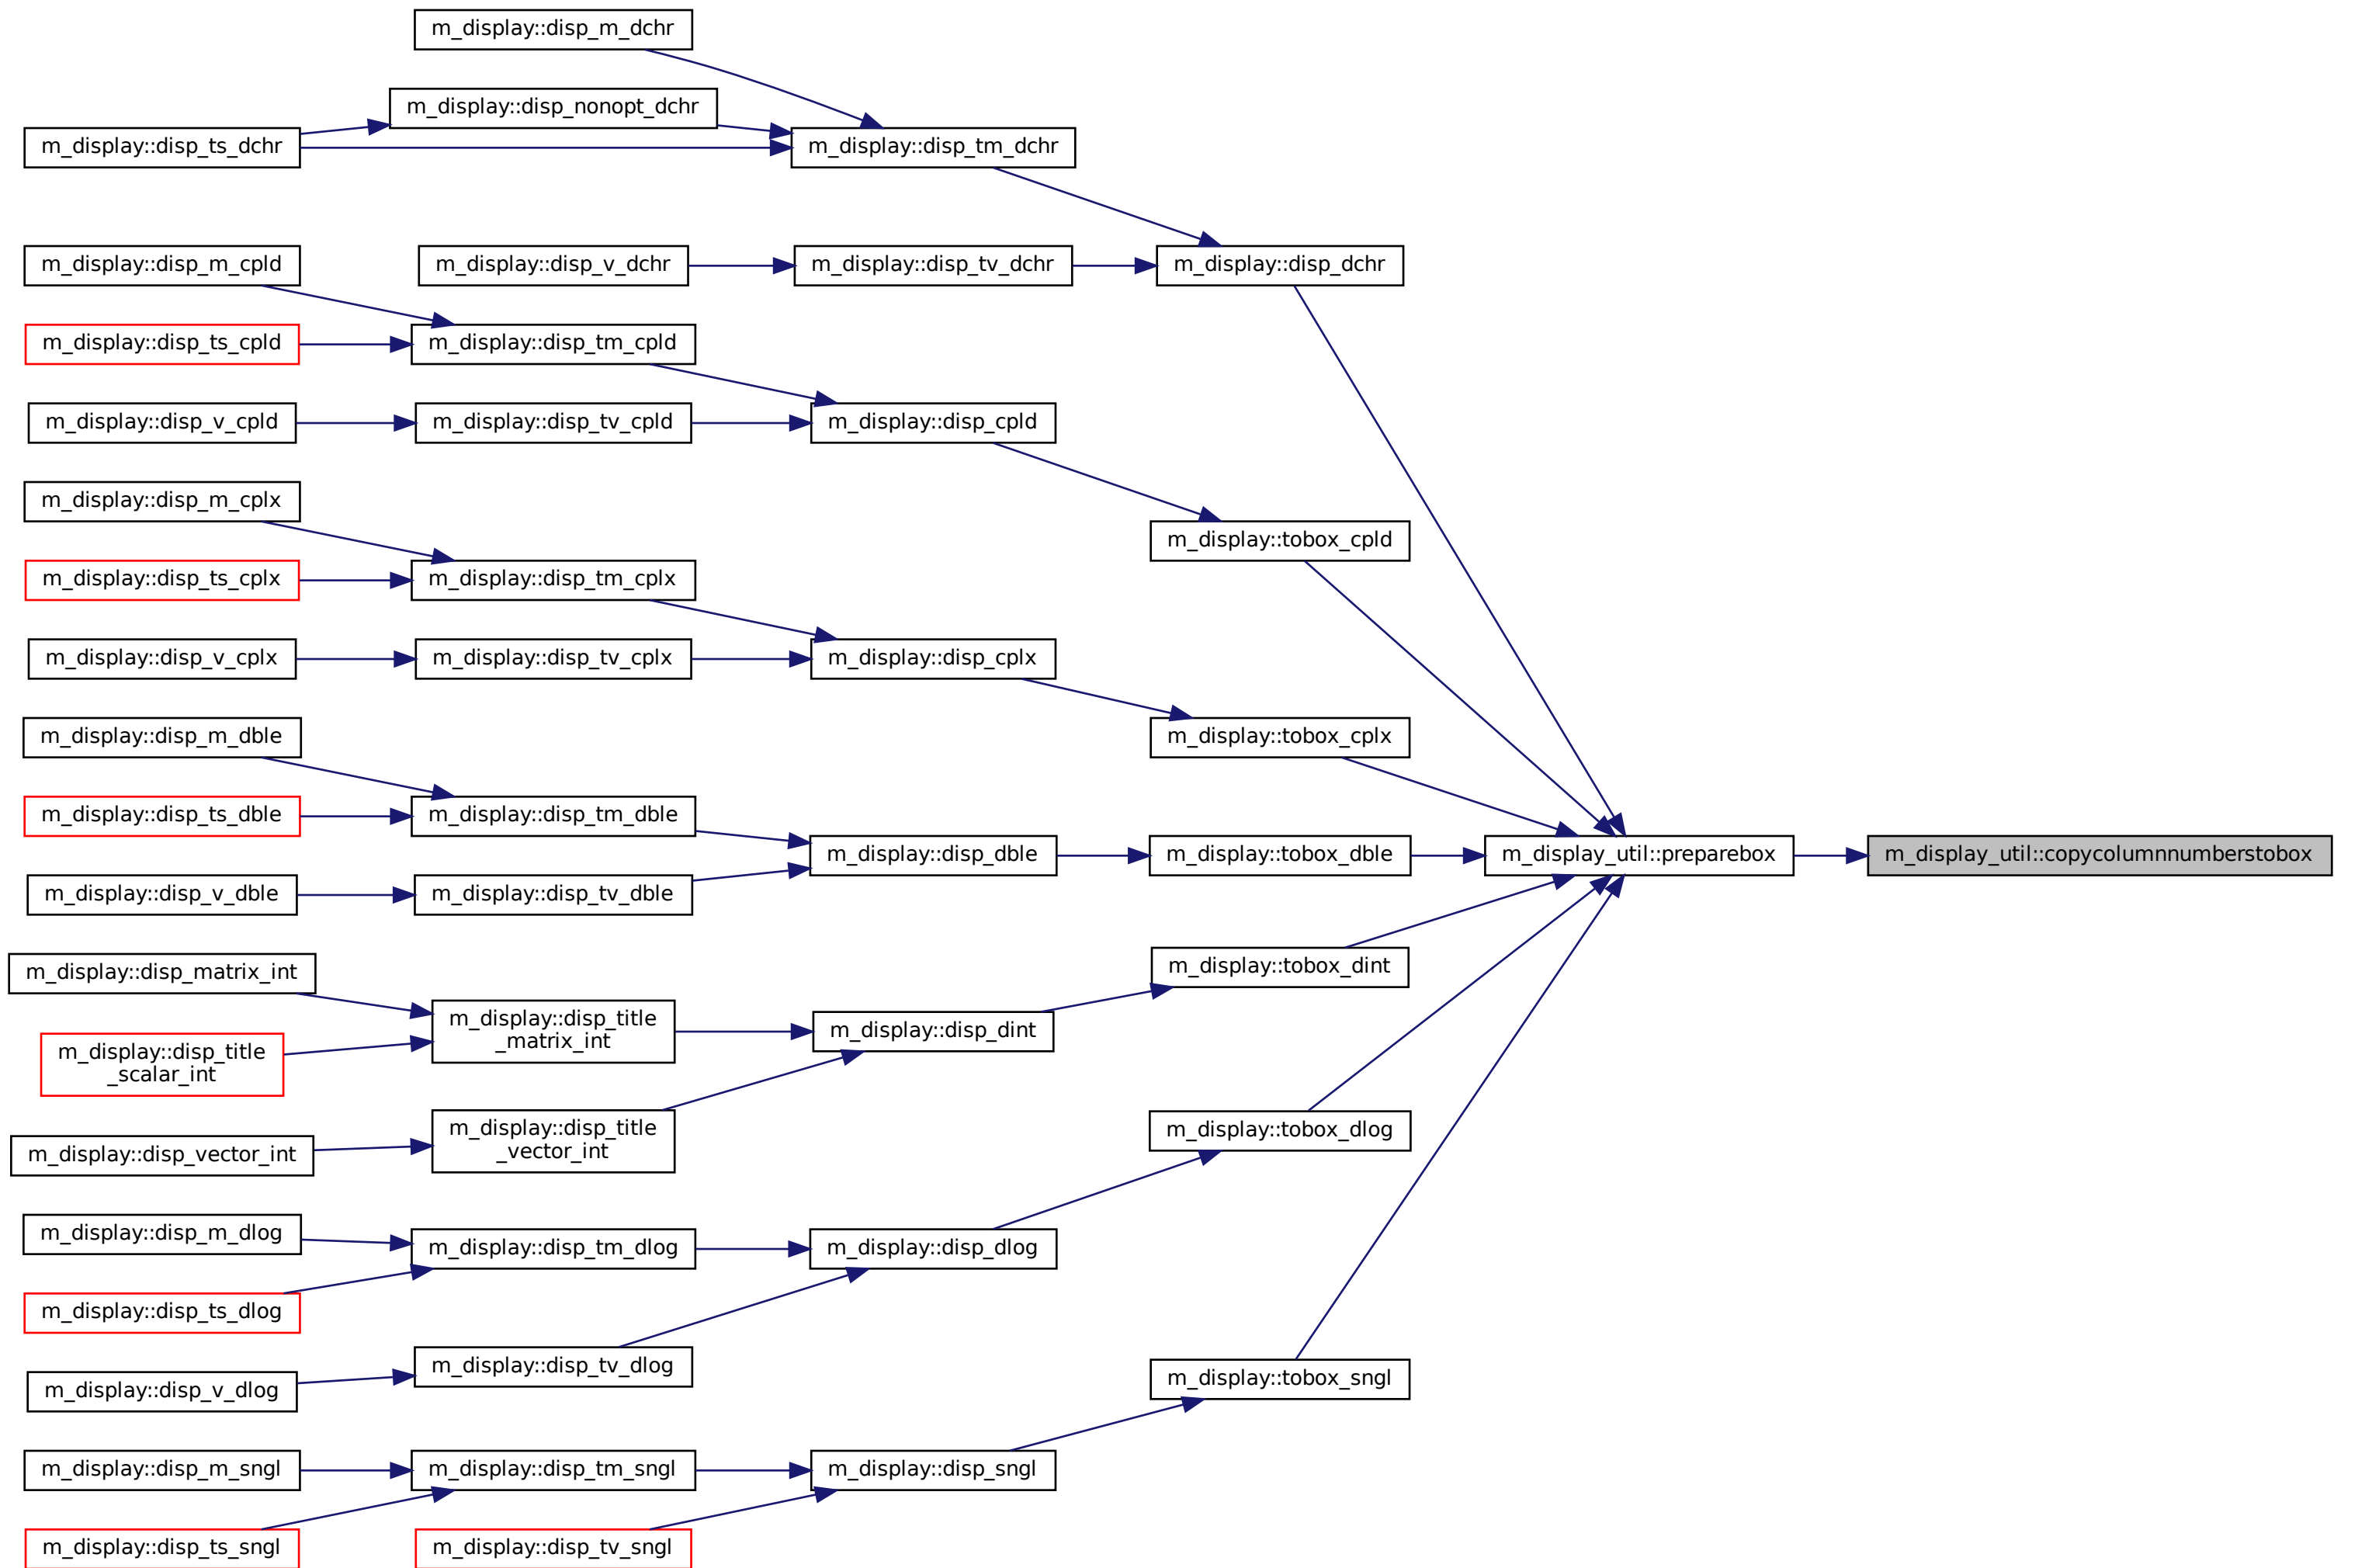 m_display::disp_m_dchr
m_display::disp_nonopt_dchr
m_display::disp_ts_dchr
m_display::disp_tm_dchr
m_display::disp_m_cpld
m_display::disp_v_dchr
m_display::disp_tv_dchr
m_display::disp_dchr
m_display::disp_ts_cpld
m_display::disp_tm_cpld
m_display::disp_v_cpld
m_display::disp_tv_cpld
m_display::disp_cpld
m_display::disp_m_cplx
m_display::tobox_cpld
m_display::disp_ts_cplx
m_display::disp_tm_cplx
m_display::disp_v_cplx
m_display::disp_tv_cplx
m_display::disp_cplx
m_display::disp_m_dble
m_display::tobox_cplx
m_display::disp_ts_dble
m_display::disp_tm_dble
m_display::disp_dble
m_display::tobox_dble
m_display_util::preparebox
m_display_util::copycolumnnumberstobox
m_display::disp_v_dble
m_display::disp_tv_dble
m_display::disp_matrix_int
m_display::tobox_dint
m_display::disp_title
_matrix_int
m_display::disp_dint
m_display::disp_title
_scalar_int
m_display::disp_title
_vector_int
m_display::tobox_dlog
m_display::disp_vector_int
m_display::disp_m_dlog
m_display::disp_tm_dlog
m_display::disp_dlog
m_display::disp_ts_dlog
m_display::disp_tv_dlog
m_display::tobox_sngl
m_display::disp_v_dlog
m_display::disp_m_sngl
m_display::disp_tm_sngl
m_display::disp_sngl
m_display::disp_ts_sngl
m_display::disp_tv_sngl